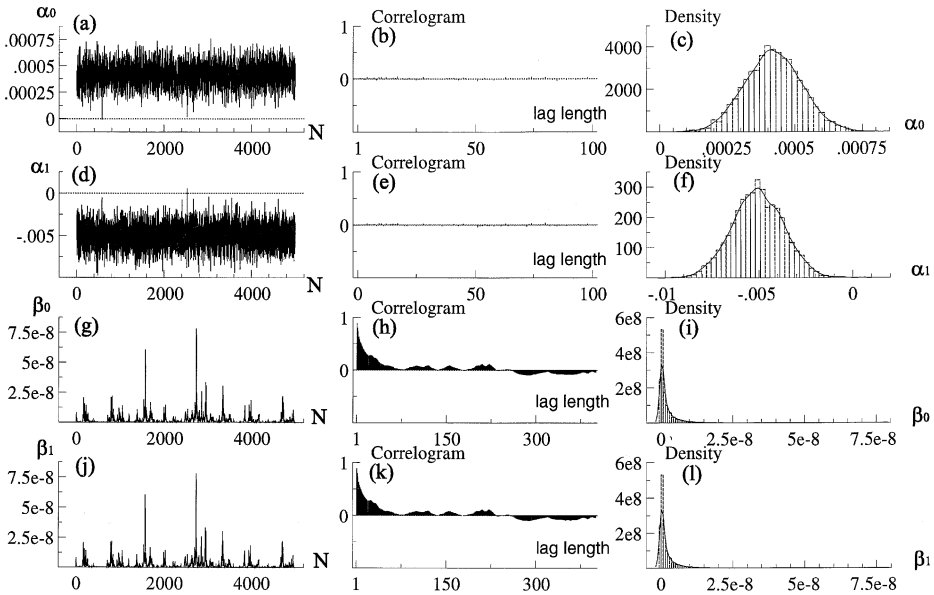 α₀ (a) Correlogram (b) Density (c)
.00075 .0005 .00025 0
0 2000 4000 N
1 0 lag length
1 50 100
4000 2000
0 .00025 .0005 .00075 α₀
α₁ (d) Correlogram (e) Density (f)
0 -.005
0 2000 4000 N
1 0 lag length
0 50 100
300 200 100
-.01 -.005 0 α₁
β₀ (g) Correlogram (h) Density (i)
7.5e-8 5e-8 2.5e-8
0 1000 2000 3000 4000 N
1 0 lag length
1 150 300
6e8 4e8 2e8
0 2.5e-8 5e-8 7.5e-8 β₀
β₁ (j) Correlogram (k) Density (l)
7.5e-8 5e-8 2.5e-8
0 2000 4000 N
1 0 lag length
1 150 300
6e8 4e8 2e8
0 2.5e-8 5e-8 7.5e-8 β₁